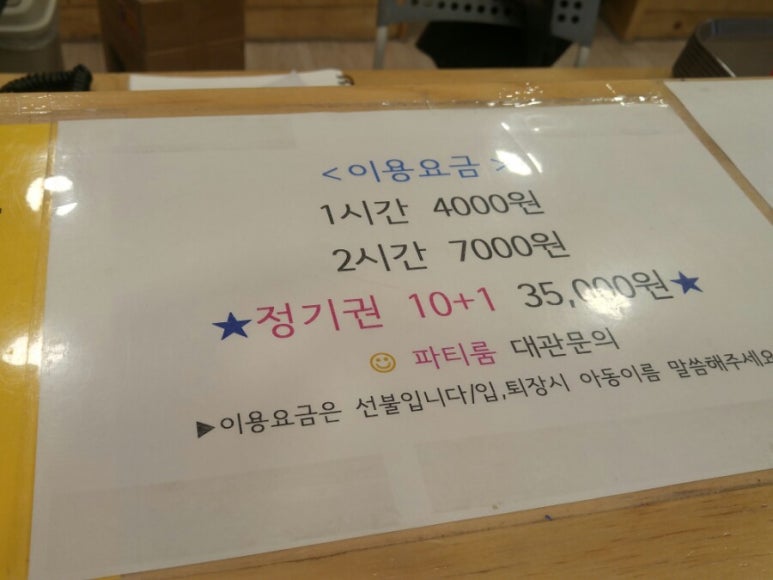 <이용요금>
1시간 4000원
2시간 7000원
★정기권 10+1 35,000원★
☺ 파티룸 대관문의
▶이용요금은 선불입니다/입,퇴장시 아동이름 말씀해주세요